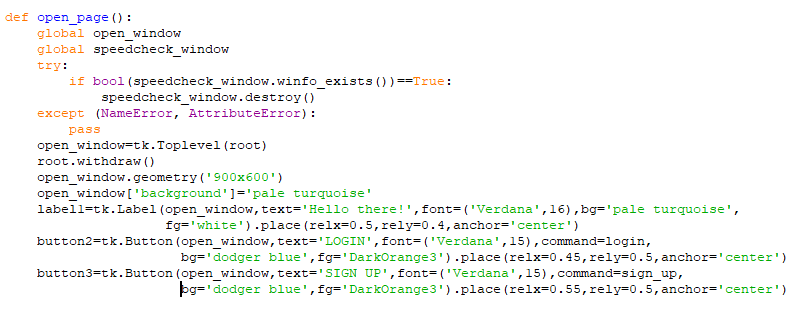 def open_page():
    global open_window
    global speedcheck_window
    try:
        if bool(speedcheck_window.winfo_exists())==True:
            speedcheck_window.destroy()
    except (NameError, AttributeError):
        pass
    open_window=tk.Toplevel(root)
    root.withdraw()
    open_window.geometry('900x600')
    open_window['background']='pale turquoise'
    label1=tk.Label(open_window,text='Hello there!',font=('Verdana',16),bg='pale turquoise',
                    fg='white').place(relx=0.5,rely=0.4,anchor='center')
    button2=tk.Button(open_window,text='LOGIN',font=('Verdana',15),command=login,
                      bg='dodger blue',fg='DarkOrange3').place(relx=0.45,rely=0.5,anchor='center')
    button3=tk.Button(open_window,text='SIGN UP',font=('Verdana',15),command=sign_up,
                      bg='dodger blue',fg='DarkOrange3').place(relx=0.55,rely=0.5,anchor='center')